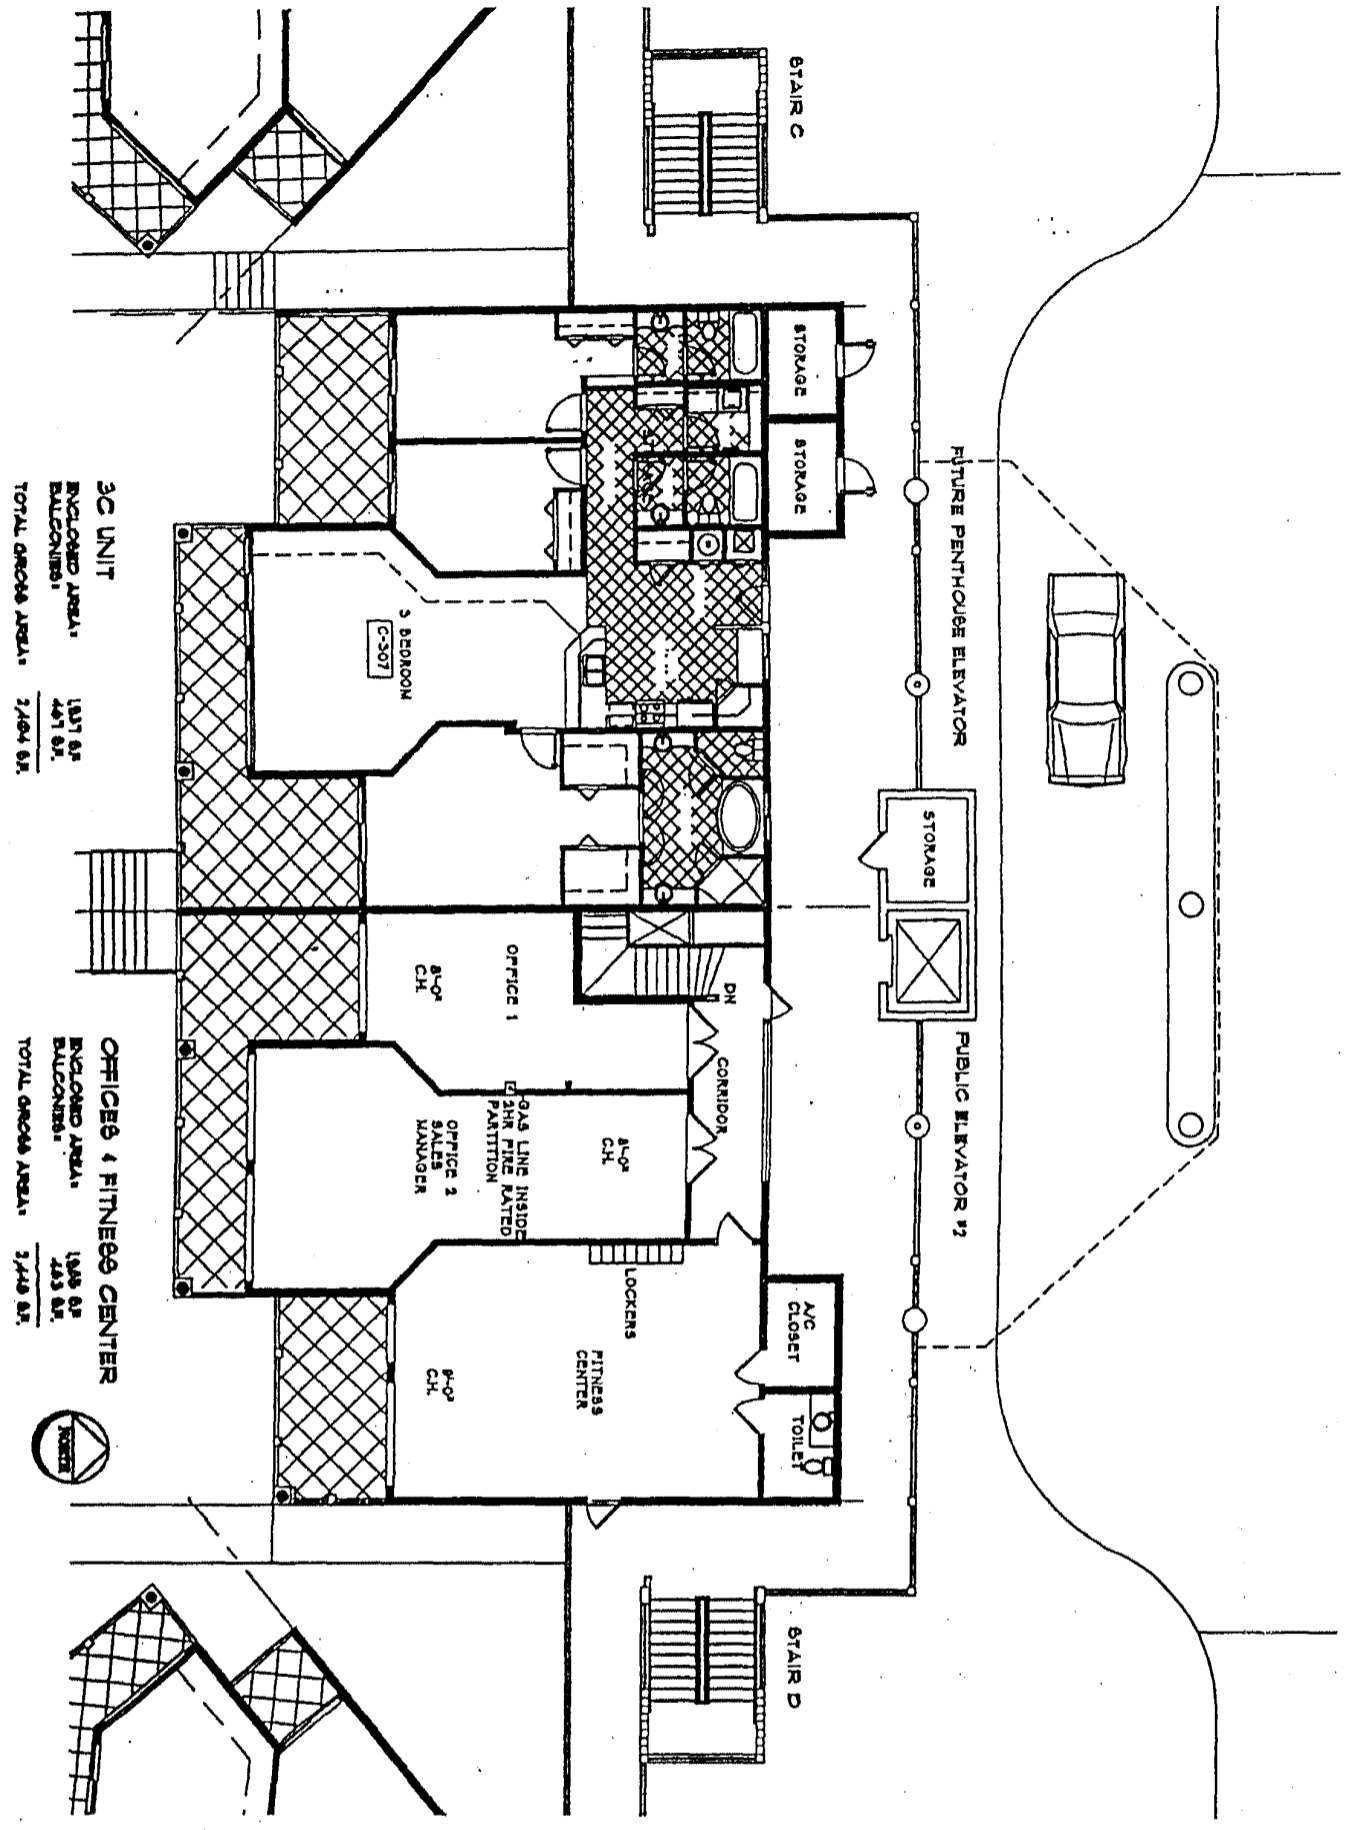 STAIR C
STORAGE
STORAGE
FUTURE PENTHOUSE ELEVATOR
STORAGE
PUBLIC ELEVATOR #2
3 BEDROOM
C-307
OFFICE 1
8'-0"
C.H.
DN
CORRIDOR
GAS LINE INSIDE
2HR FIRE RATED
PARTITION
8'-0"
C.H.
OFFICE 2
SALES
MANAGER
LOCKERS
FITNESS
CENTER
9'-0"
C.H.
A/C
CLOSET
TOILET
STAIR D
3C UNIT
ENCLOSED AREA: SF
BALCONIES: S.F.
TOTAL GROSS AREA: S.F.
OFFICES & FITNESS CENTER
ENCLOSED AREA: SF
BALCONIES: S.F.
TOTAL GROSS AREA: S.F.
NORTH